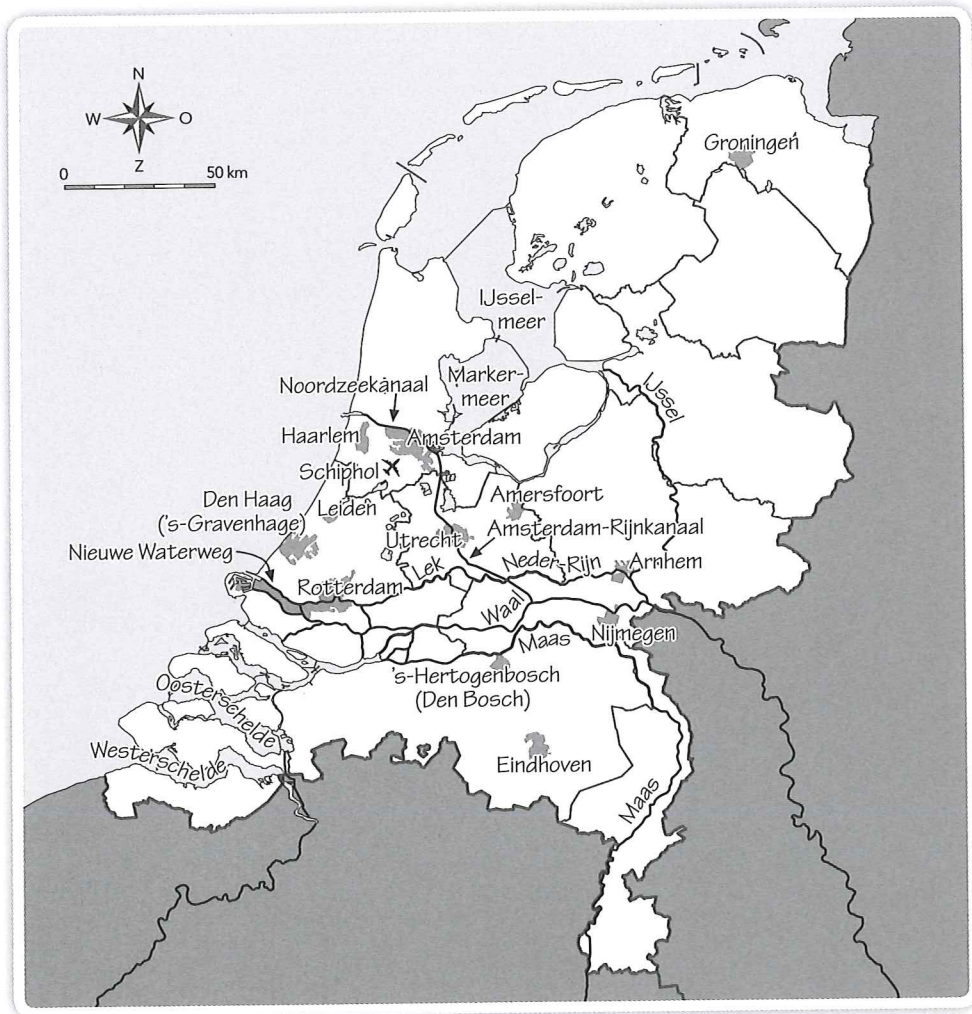 N
W
O
Z
0
50 km
Groningen
IJssel-
meer
Marker-
meer
Noordzeekanaal
IJssel
Haarlem
Amsterdam
Schiphol
Leiden
Den Haag
('s-Gravenhage)
Amersfoort
Utrecht
Amsterdam-Rijnkanaal
Nieuwe Waterweg
Rotterdam
Lek
Neder-Rijn
Arnhem
Waal
Nijmegen
Maas
's-Hertogenbosch
(Den Bosch)
Oosterschelde
Westerschelde
Eindhoven
Maas